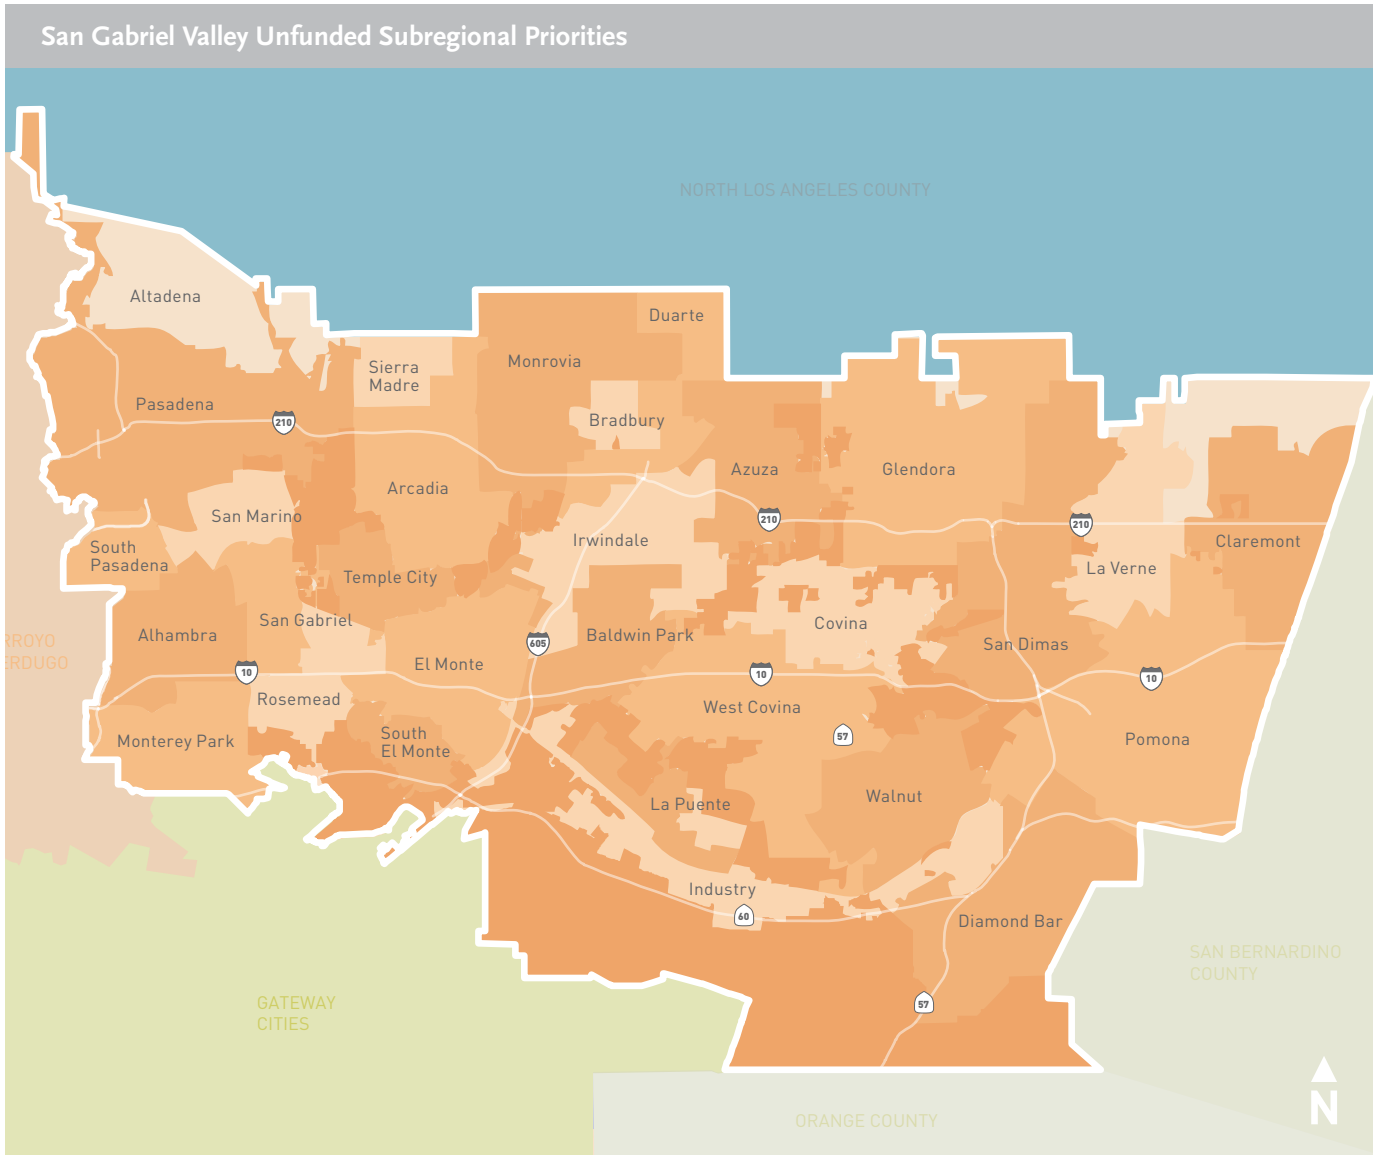 San Gabriel Valley Unfunded Subregional Priorities
NORTH LOS ANGELES COUNTY
Altadena
Duarte
Sierra
Madre
Monrovia
Pasadena
210
Bradbury
Azuza
Glendora
Arcadia
San Marino
210
210
South
Pasadena
Irwindale
Claremont
Temple City
La Verne
San Gabriel
Covina
Alhambra
605
Baldwin Park
San Dimas
RROYO
ERDUGO
El Monte
10
10
10
Rosemead
West Covina
South
El Monte
57
Monterey Park
Pomona
La Puente
Walnut
Industry
60
Diamond Bar
SAN BERNARDINO
COUNTY
57
GATEWAY
CITIES
N
ORANGE COUNTY